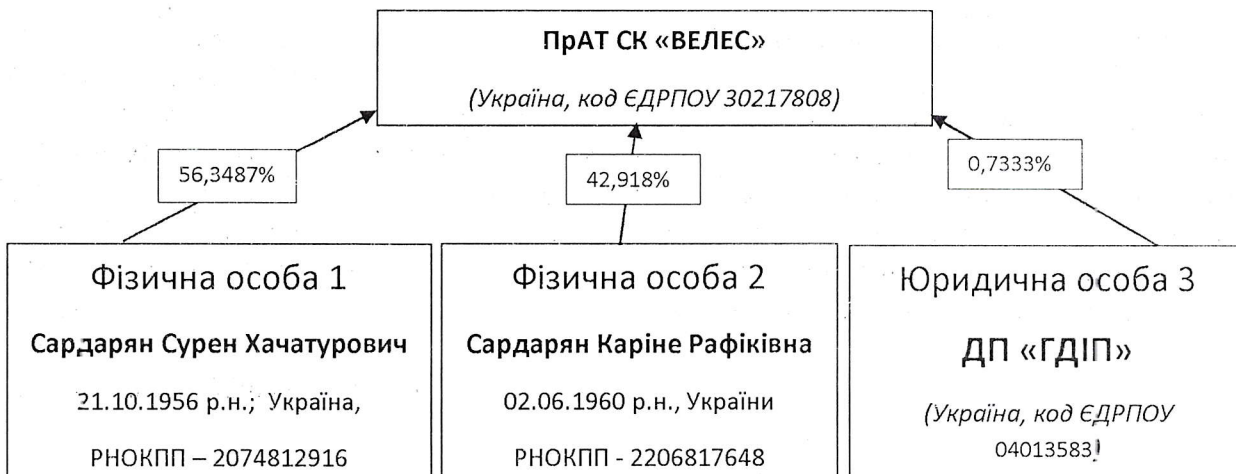 ПрАТ СК «ВЕЛЕС»
(Україна, код ЄДРПОУ 30217808)
56,3487%
42,918%
0,7333%
Фізична особа 1
Сардарян Сурен Хачатурович
21.10.1956 р.н.; Україна,
РНОКПП – 2074812916
Фізична особа 2
Сардарян Каріне Рафіківна
02.06.1960 р.н., України
РНОКПП - 2206817648
Юридична особа 3
ДП «ГДІП»
(Україна, код ЄДРПОУ
04013583)